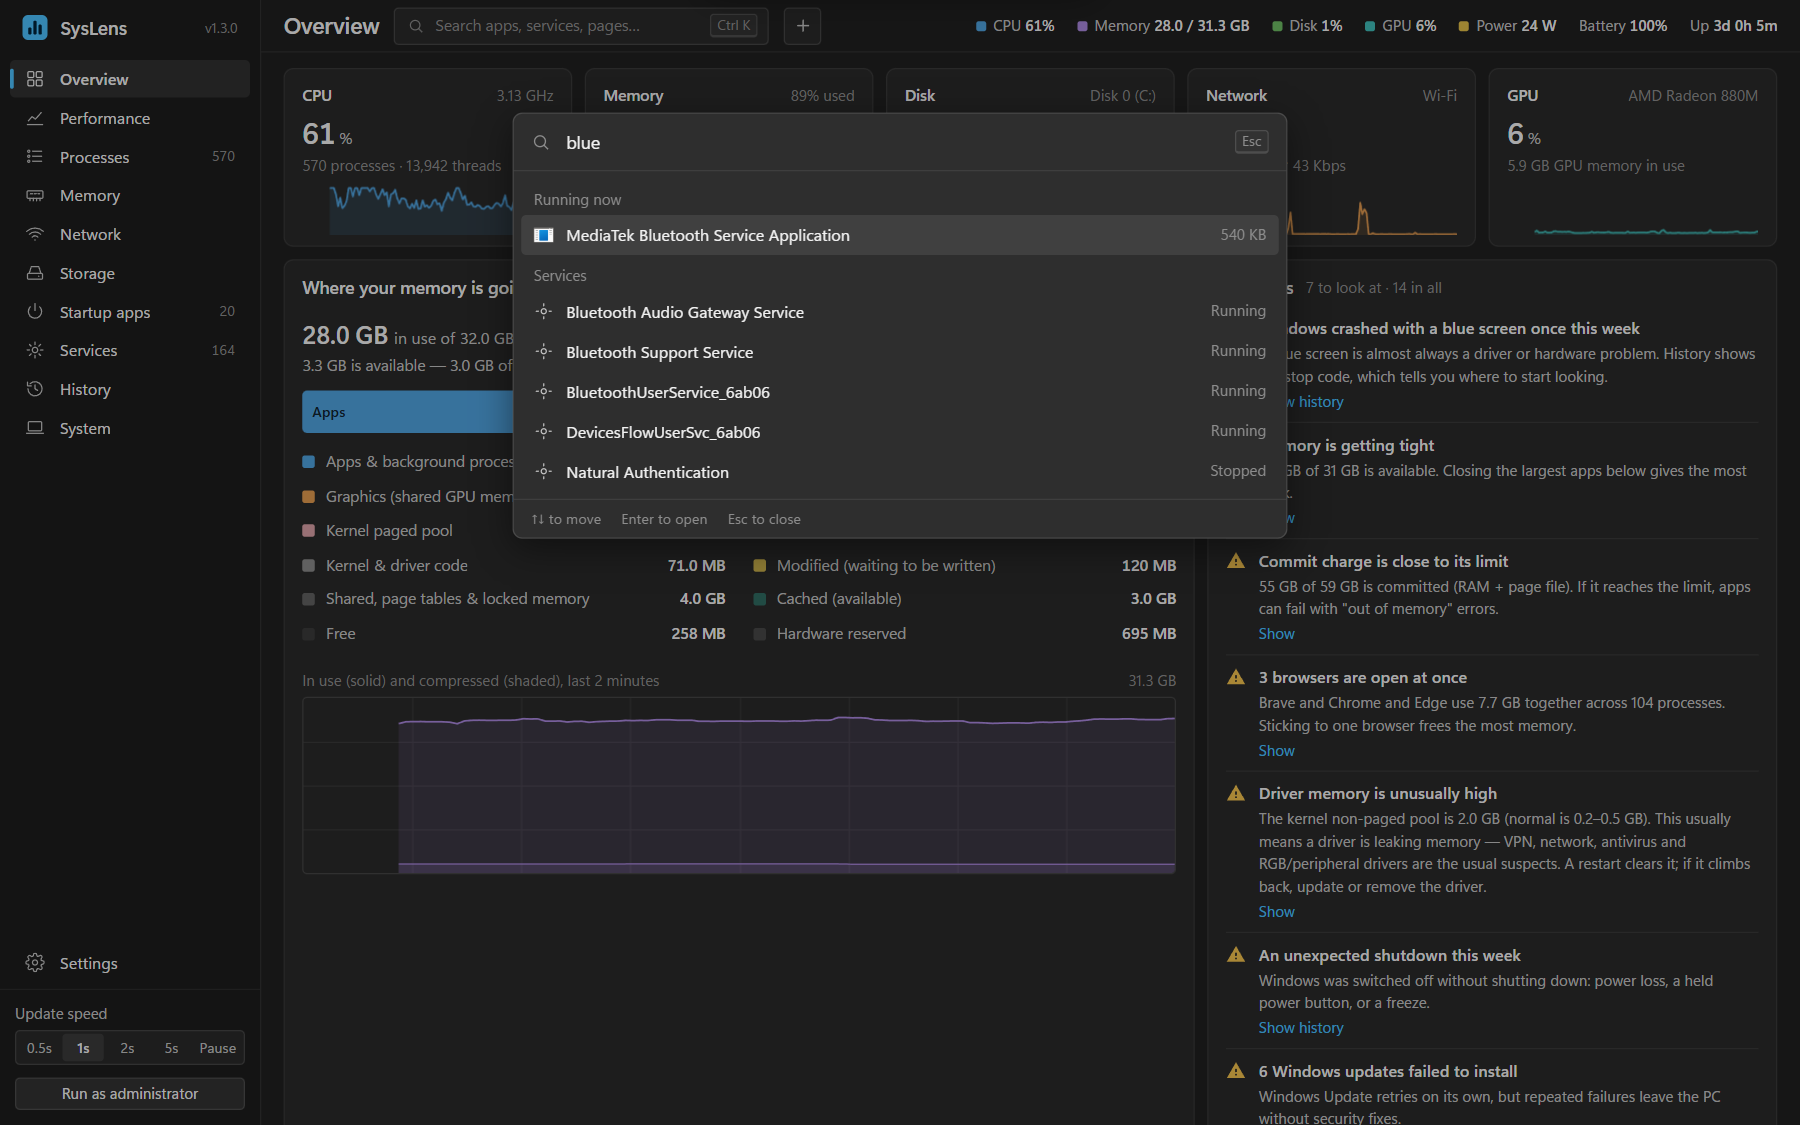 SysLens v1.3.0
Overview
Performance
Processes 570
Memory
Network
Storage
Startup apps 20
Services 164
History
System
Settings
Update speed
0.5s 1s 2s 5s Pause
Run as administrator
Overview
Search apps, services, pages... Ctrl K
+
CPU 61% Memory 28.0 / 31.3 GB Disk 1% GPU 6% Power 24 W Battery 100% Up 3d 0h 5m
CPU 3.13 GHz
61 %
570 processes · 13,942 threads
Memory 89% used
Disk Disk 0 (C:)
Network Wi-Fi
43 Kbps
GPU AMD Radeon 880M
6 %
5.9 GB GPU memory in use
blue Esc
Running now
MediaTek Bluetooth Service Application 540 KB
Services
Bluetooth Audio Gateway Service Running
Bluetooth Support Service Running
BluetoothUserService_6ab06 Running
DevicesFlowUserSvc_6ab06 Running
Natural Authentication Stopped
↑↓ to move Enter to open Esc to close
Where your memory is goi
28.0 GB in use of 32.0 GB
3.3 GB is available — 3.0 GB of
Apps
Apps & background proces
Graphics (shared GPU mem
Kernel paged pool
Kernel & driver code 71.0 MB
Modified (waiting to be written) 120 MB
Shared, page tables & locked memory 4.0 GB
Cached (available) 3.0 GB
Free 258 MB
Hardware reserved 695 MB
In use (solid) and compressed (shaded), last 2 minutes 31.3 GB
s 7 to look at · 14 in all
dows crashed with a blue screen once this week
ue screen is almost always a driver or hardware problem. History shows
stop code, which tells you where to start looking.
w history
mory is getting tight
GB of 31 GB is available. Closing the largest apps below gives the most
k.
w
Commit charge is close to its limit
55 GB of 59 GB is committed (RAM + page file). If it reaches the limit, apps
can fail with "out of memory" errors.
Show
3 browsers are open at once
Brave and Chrome and Edge use 7.7 GB together across 104 processes.
Sticking to one browser frees the most memory.
Show
Driver memory is unusually high
The kernel non-paged pool is 2.0 GB (normal is 0.2–0.5 GB). This usually
means a driver is leaking memory — VPN, network, antivirus and
RGB/peripheral drivers are the usual suspects. A restart clears it; if it climbs
back, update or remove the driver.
Show
An unexpected shutdown this week
Windows was switched off without shutting down: power loss, a held
power button, or a freeze.
Show history
6 Windows updates failed to install
Windows Update retries on its own, but repeated failures leave the PC
without security fixes.